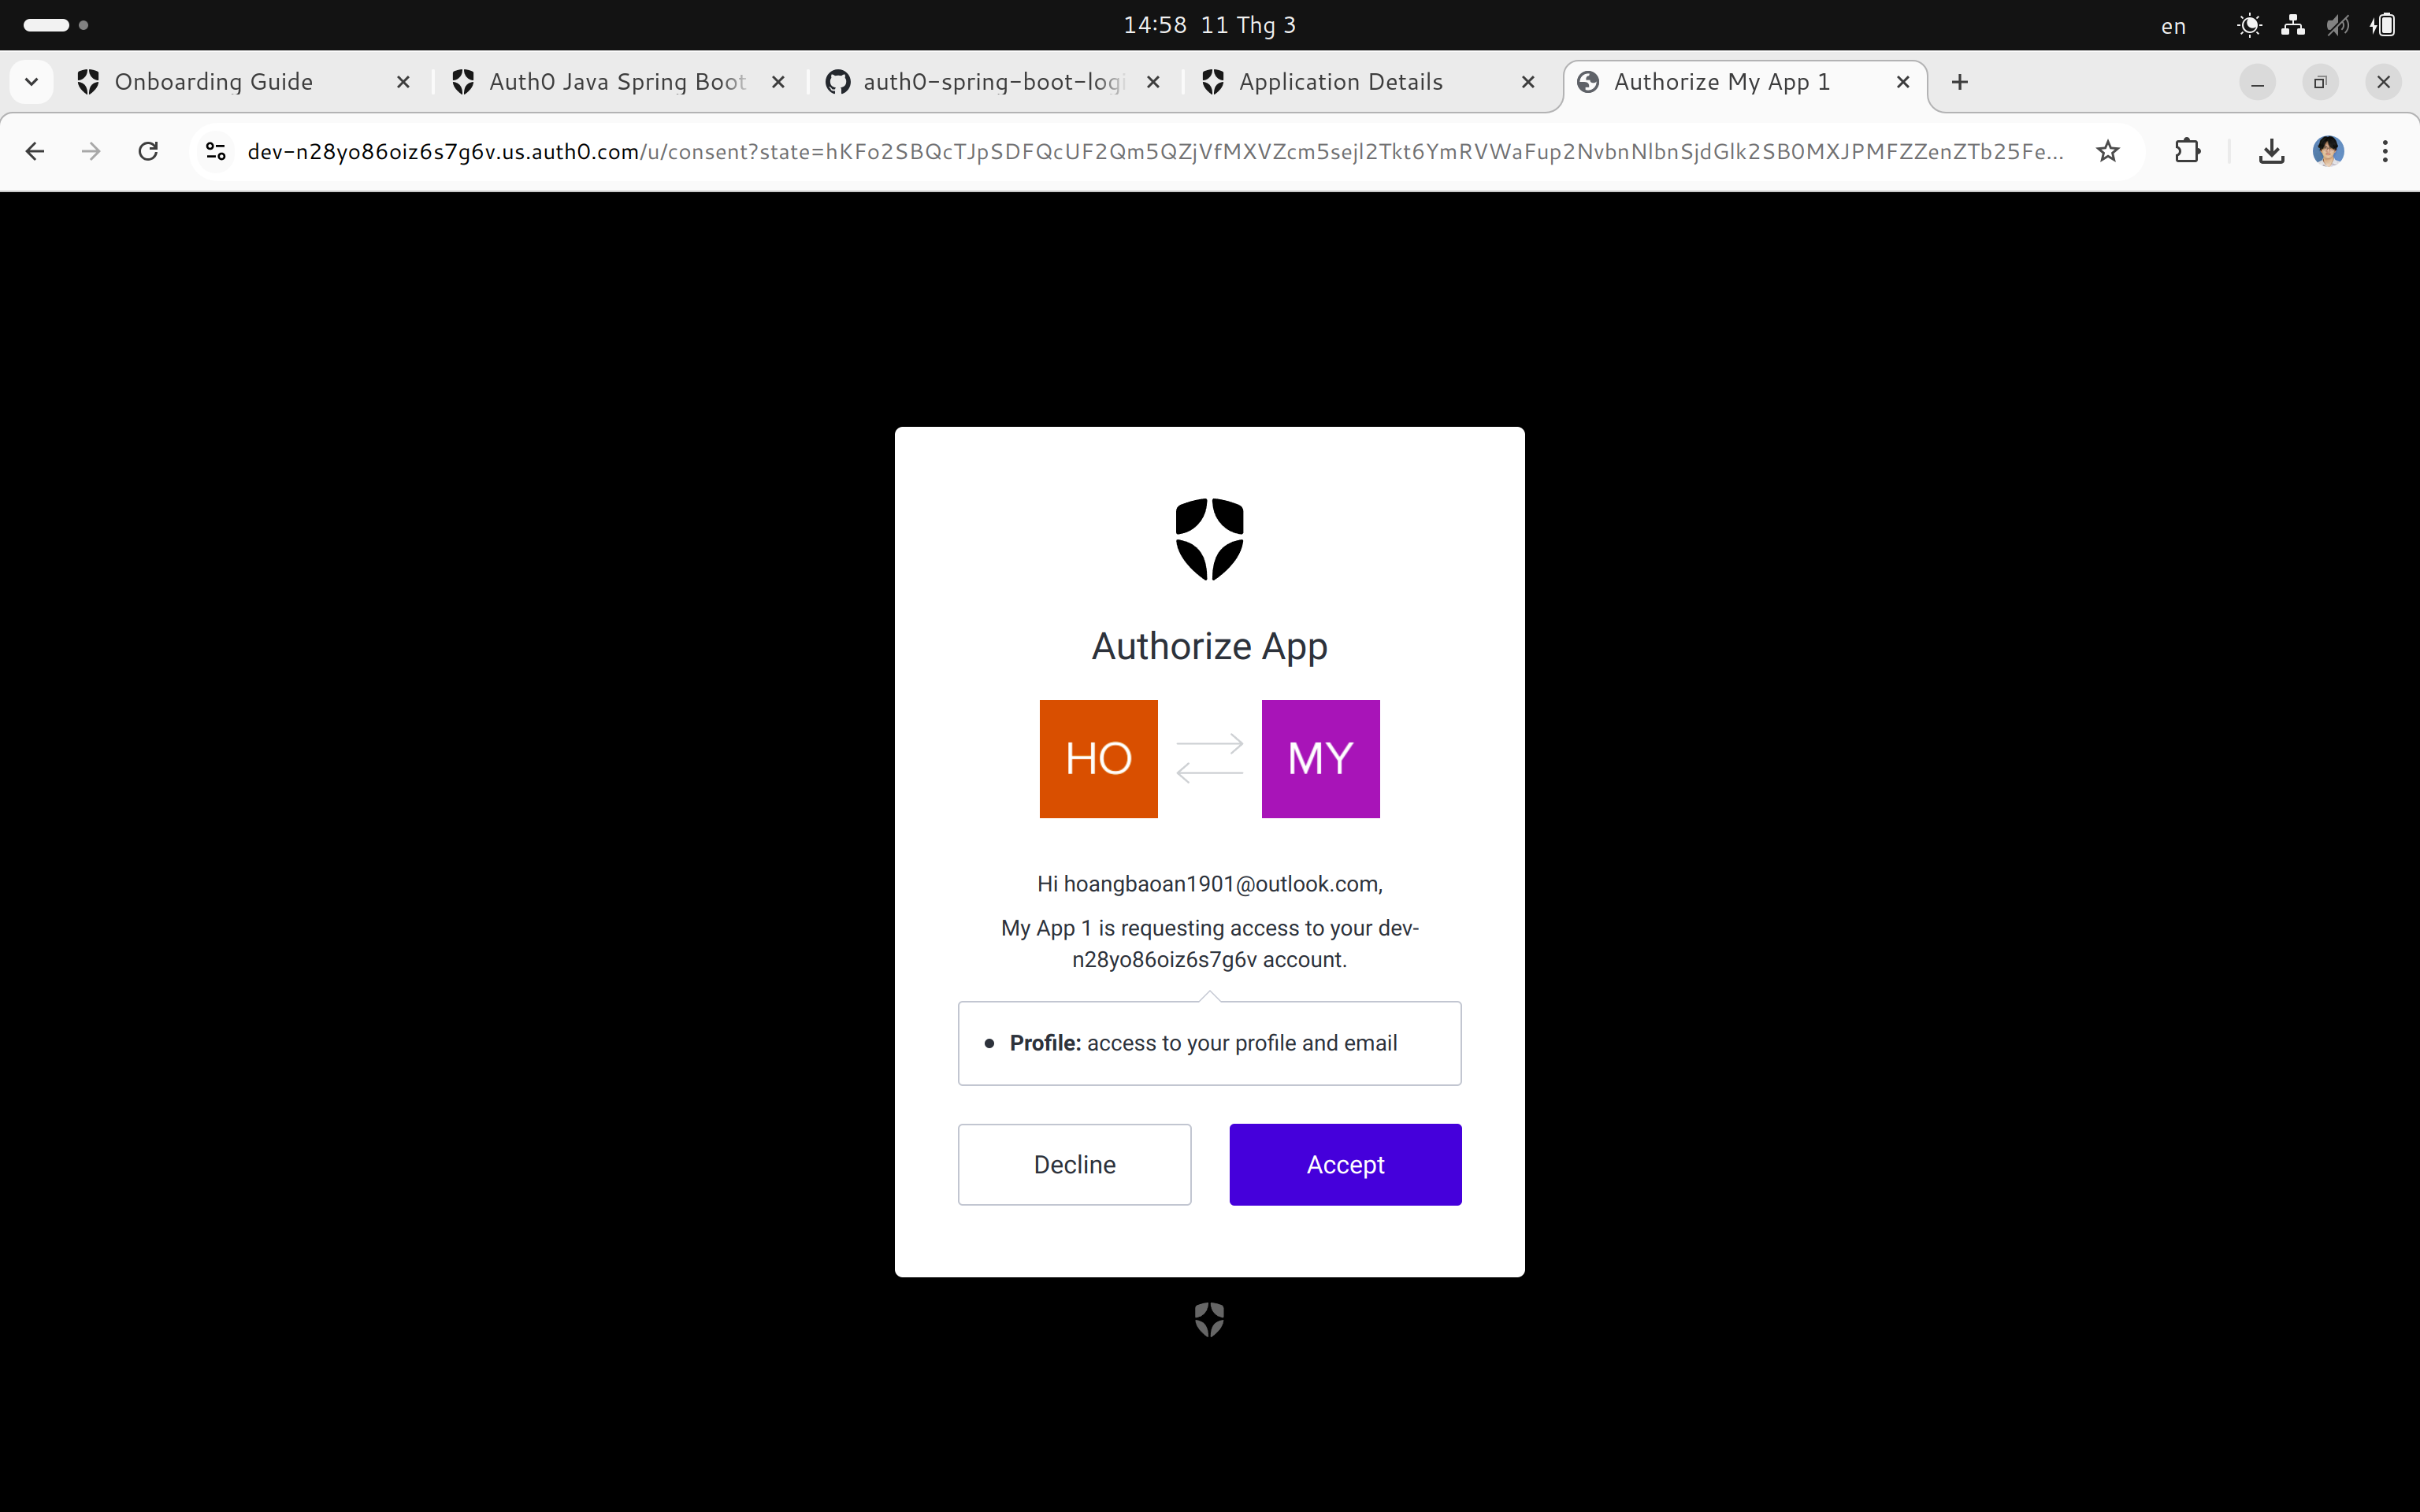 14:58 11 Thg 3
en
Onboarding Guide
Auth0 Java Spring Boot
auth0-spring-boot-logi
Application Details
Authorize My App 1
dev-n28yo86oiz6s7g6v.us.auth0.com/u/consent?state=hKFo2SBQcTJpSDFQcUF2Qm5QZjVfMXVZcm5sejl2Tkt6YmRVWaFup2NvbnNlbnSjdGlk2SB0MXJPMFZZenZTb25Fe...
Authorize App
HO
MY
Hi hoangbaoan1901@outlook.com,
My App 1 is requesting access to your dev-
n28yo86oiz6s7g6v account.
• Profile: access to your profile and email
Decline
Accept